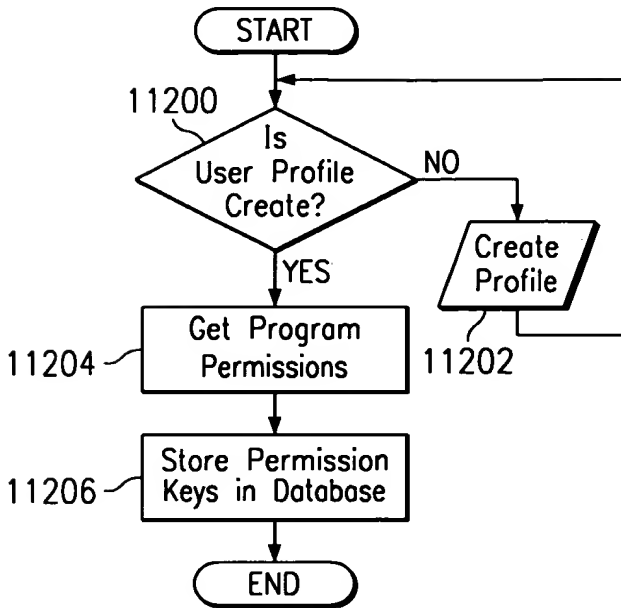 START
11200
Is
User Profile
Create?
NO
Create
Profile
11202
YES
Get Program
Permissions
11204
Store Permission
Keys in Database
11206
END